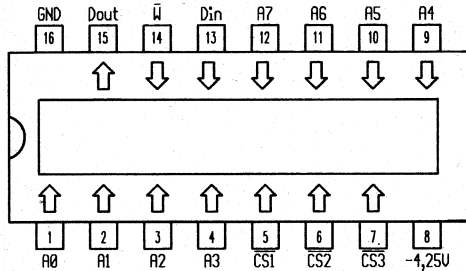 GND Dout W̅ Din A7 A6 A5 A4
16 15 14 13 12 11 10 9
1 2 3 4 5 6 7 8
A0 A1 A2 A3 C̅S̅1̅ C̅S̅2̅ C̅S̅3̅ -4,25V